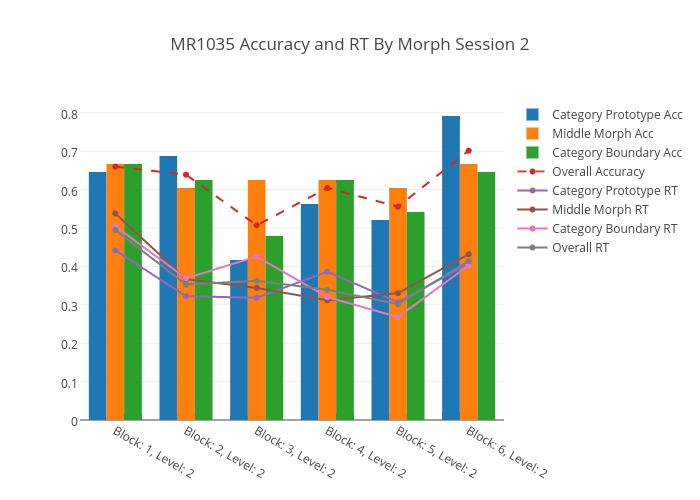 MR1035 Accuracy and RT By Morph Session 2
0.8
0.7
0.6
0.5
0.4
0.3
0.2
0.1
0
Block: 1, Level: 2
Block: 2, Level: 2
Block: 3, Level: 2
Block: 4, Level: 2
Block: 5, Level: 2
Block: 6, Level: 2
Category Prototype Acc
Middle Morph Acc
Category Boundary Acc
Overall Accuracy
Category Prototype RT
Middle Morph RT
Category Boundary RT
Overall RT